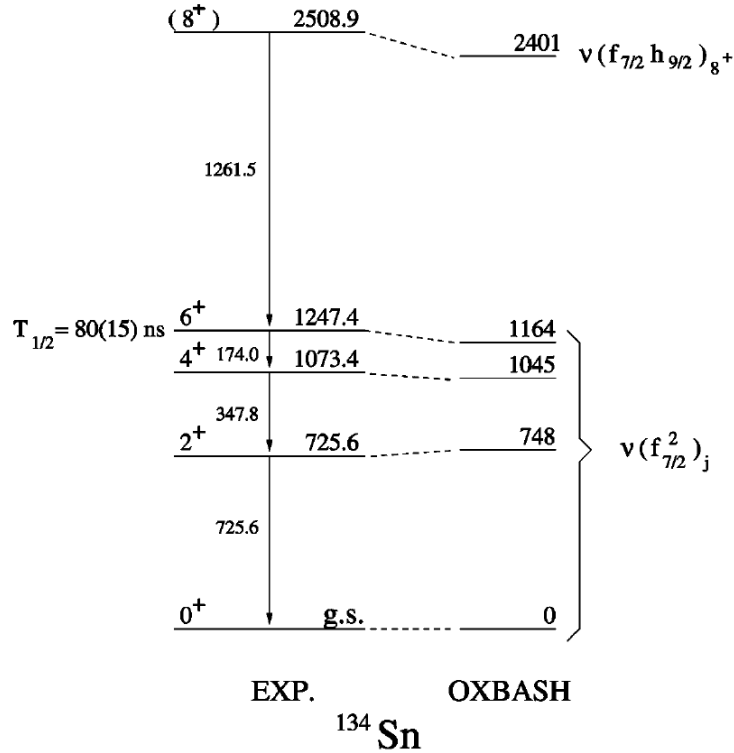 (8⁺) 2508.9
2401 ν(f₇/₂ h₉/₂)₈⁺
1261.5
T₁/₂ = 80(15) ns 6⁺ 1247.4 1164
4⁺ 174.0 1073.4 1045
347.8
2⁺ 725.6 748 ν(f²₇/₂)ⱼ
725.6
0⁺ g.s. 0
EXP. OXBASH
¹³⁴Sn